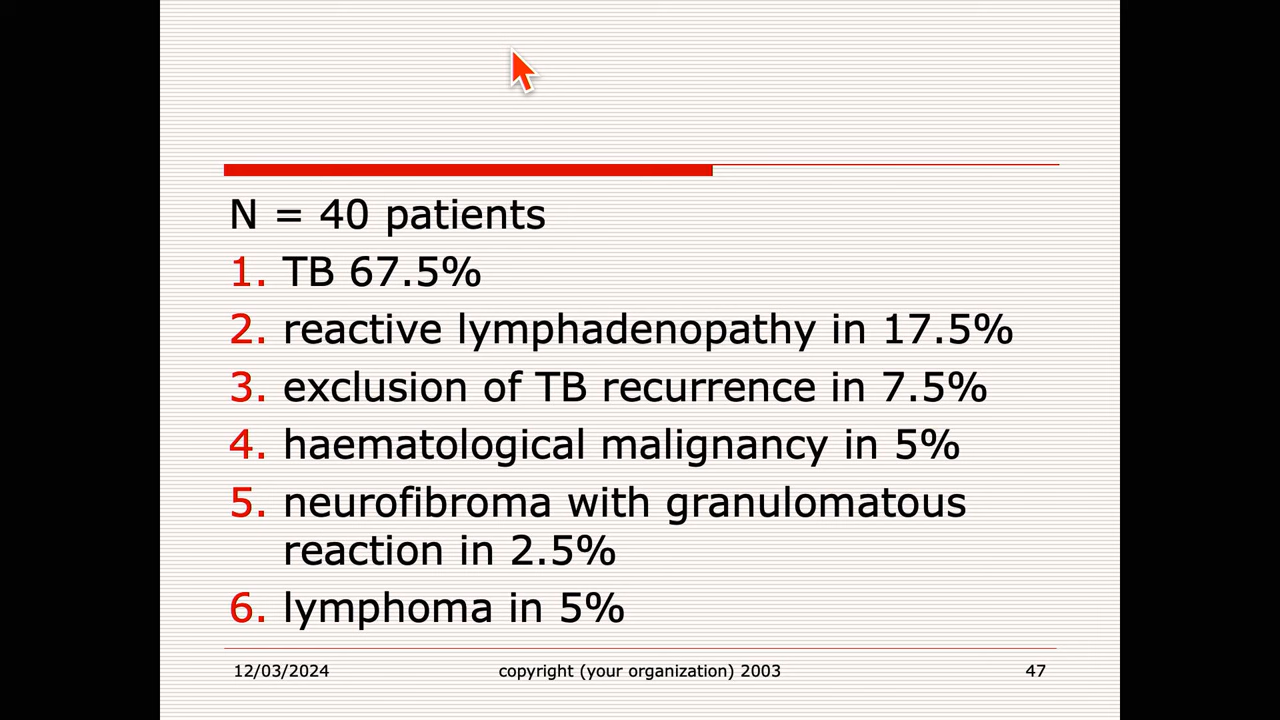 N = 40 patients
1. TB 67.5%
2. reactive lymphadenopathy in 17.5%
3. exclusion of TB recurrence in 7.5%
4. haematological malignancy in 5%
5. neurofibroma with granulomatous
reaction in 2.5%
6. lymphoma in 5%
12/03/2024 copyright (your organization) 2003 47